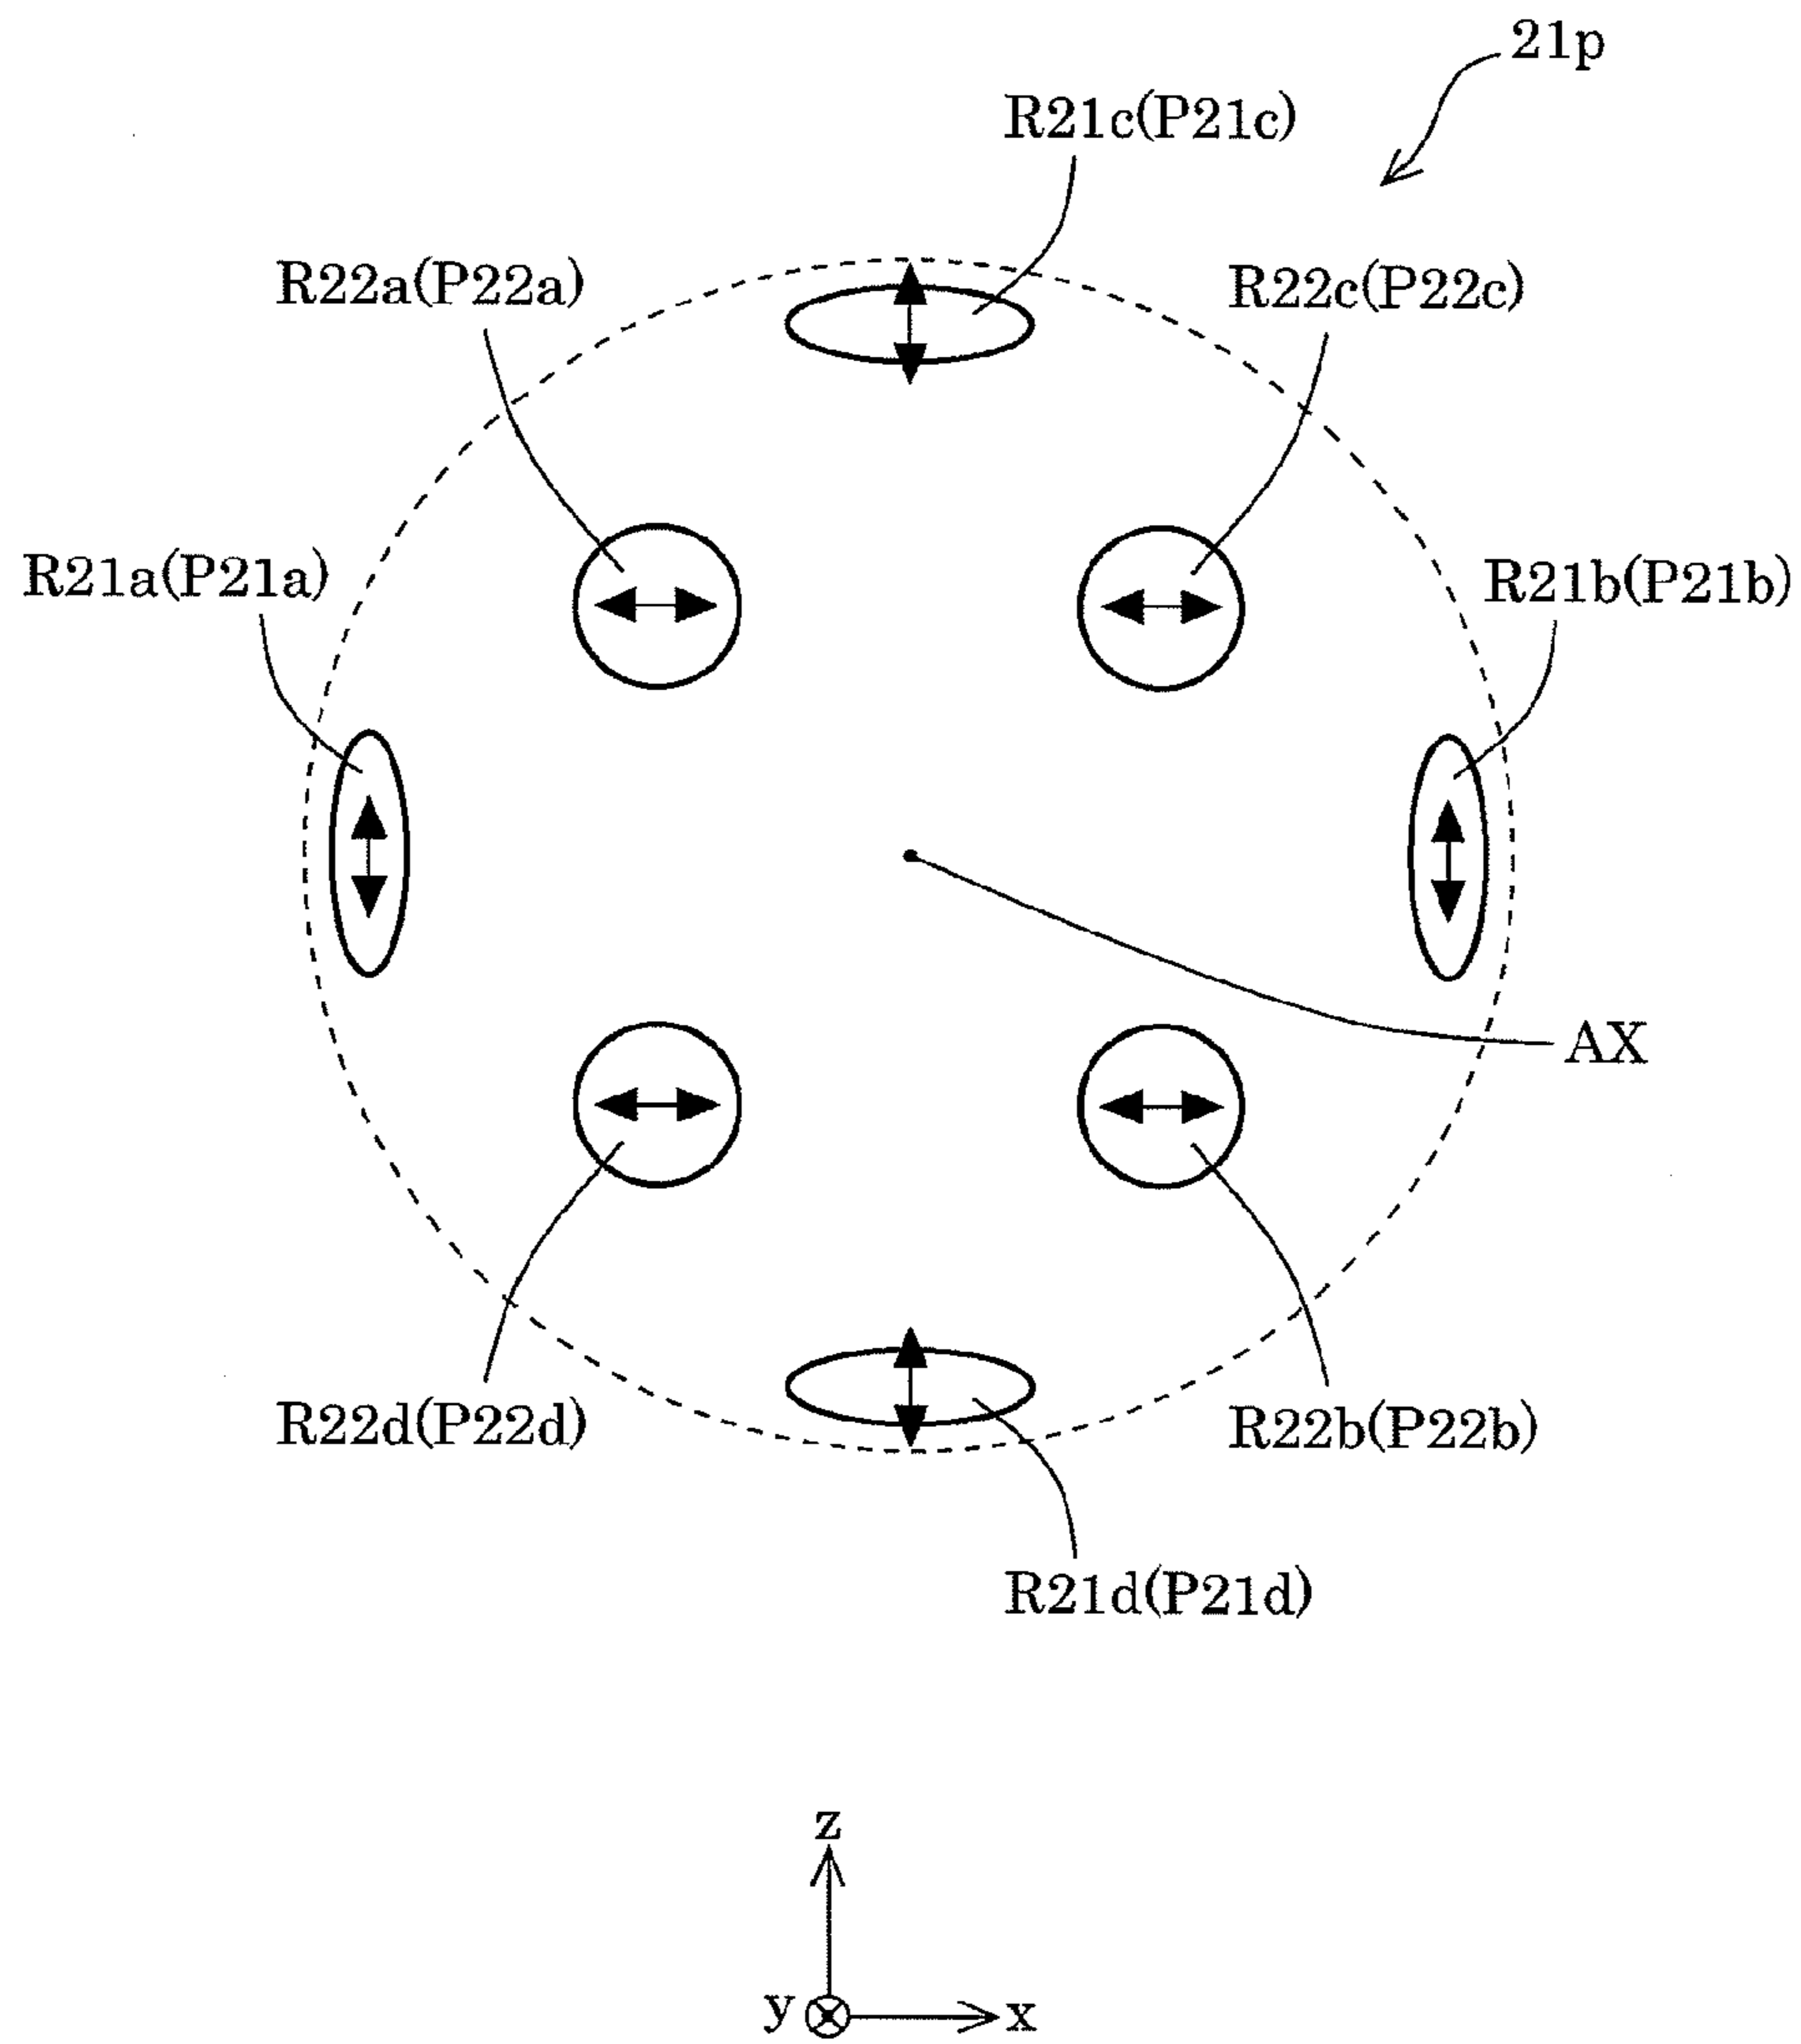 21p
R21c(P21c)
R22a(P22a)
R22c(P22c)
R21a(P21a)
R21b(P21b)
AX
R22d(P22d)
R22b(P22b)
R21d(P21d)
z
y
x